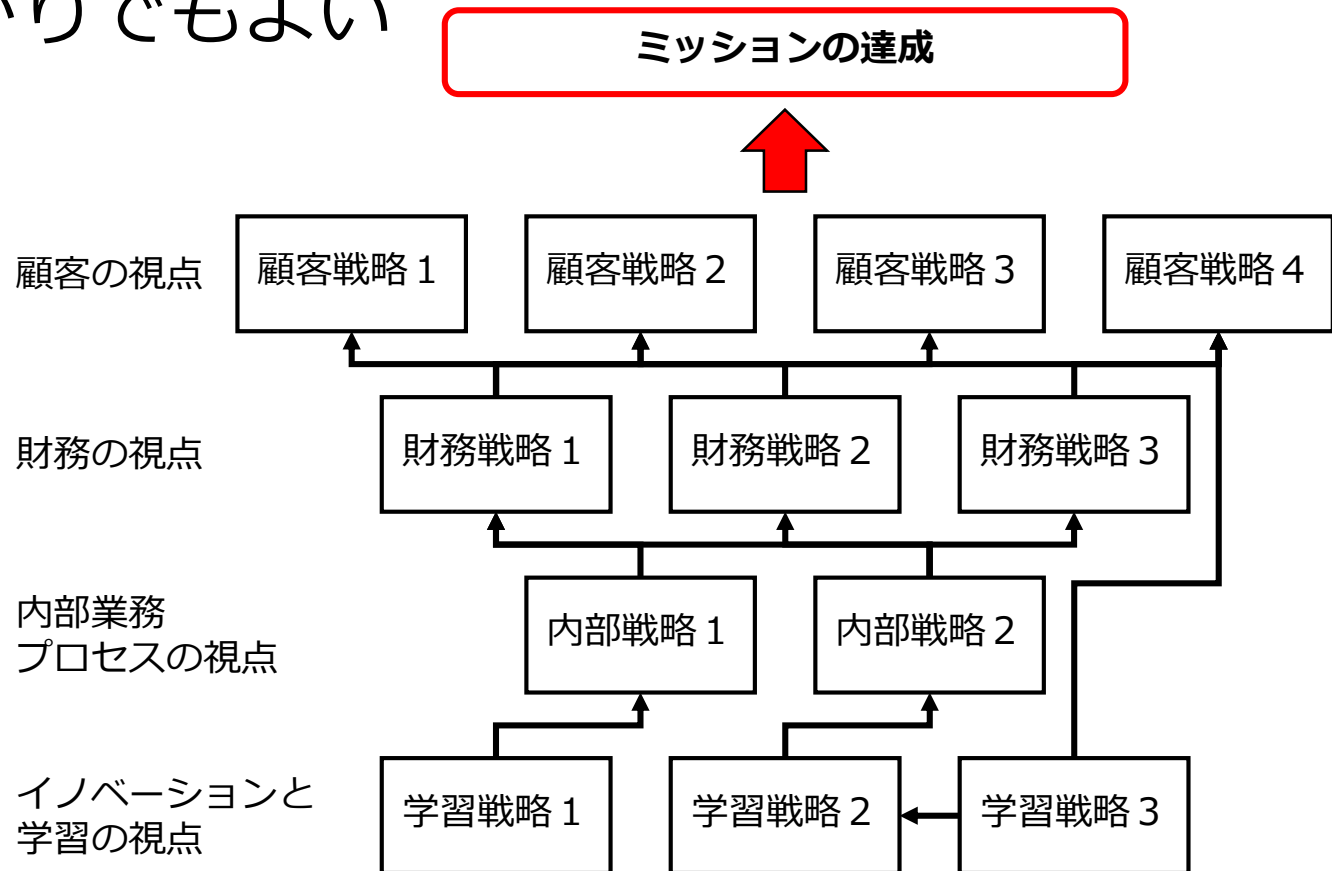 りでもよい
ミッションの達成
顧客の視点
顧客戦略１
顧客戦略２
顧客戦略３
顧客戦略４
財務の視点
財務戦略１
財務戦略２
財務戦略３
内部業務
プロセスの視点
内部戦略１
内部戦略２
イノベーションと
学習の視点
学習戦略１
学習戦略２
学習戦略３